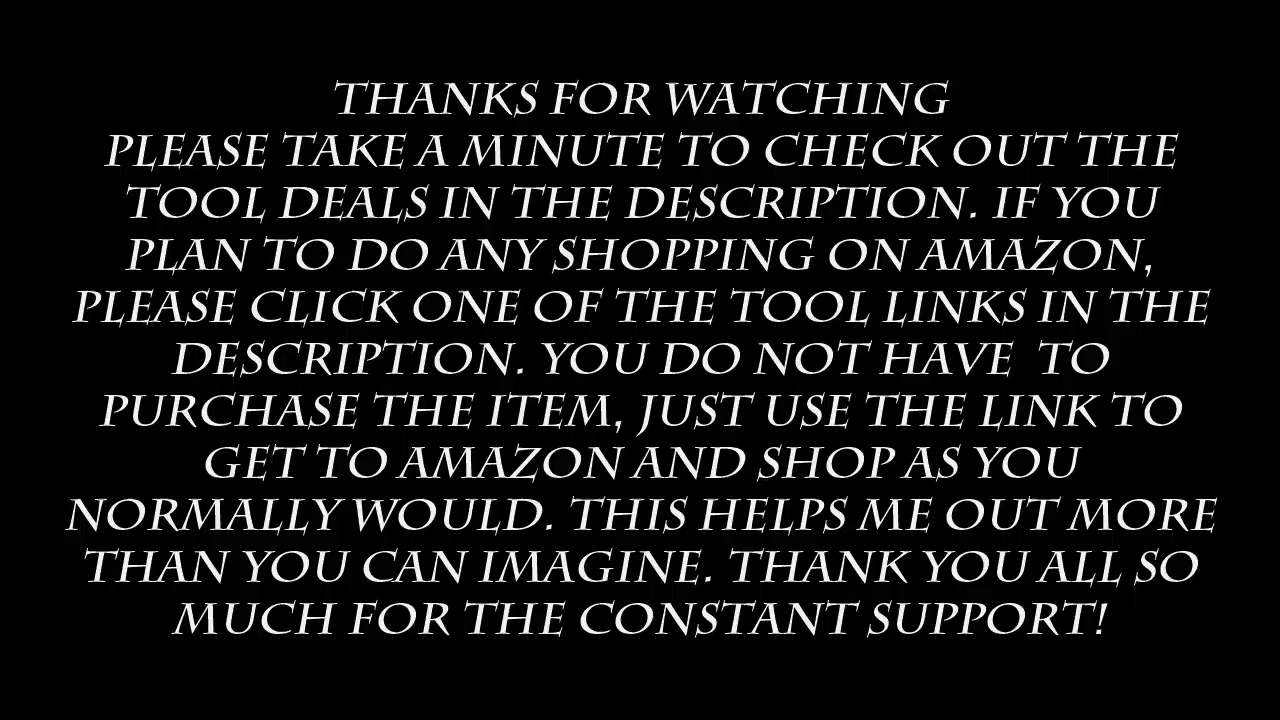 THANKS FOR WATCHING
PLEASE TAKE A MINUTE TO CHECK OUT THE
TOOL DEALS IN THE DESCRIPTION. IF YOU
PLAN TO DO ANY SHOPPING ON AMAZON,
PLEASE CLICK ONE OF THE TOOL LINKS IN THE
DESCRIPTION. YOU DO NOT HAVE  TO
PURCHASE THE ITEM, JUST USE THE LINK TO
GET TO AMAZON AND SHOP AS YOU
NORMALLY WOULD. THIS HELPS ME OUT MORE
THAN YOU CAN IMAGINE. THANK YOU ALL SO
MUCH FOR THE CONSTANT SUPPORT!